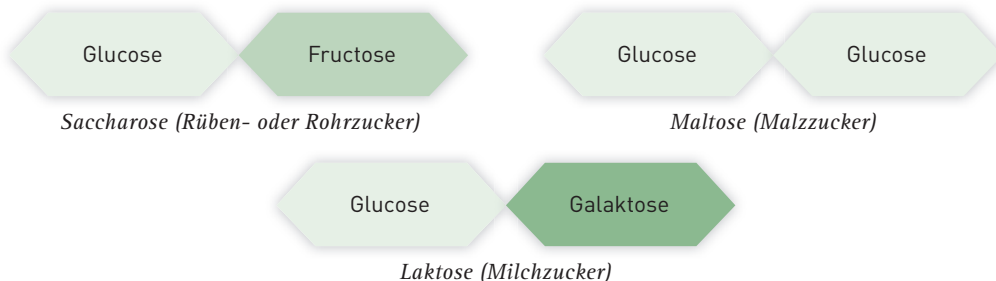 Glucose Fructose Glucose Glucose
Saccharose (Rüben- oder Rohrzucker) Maltose (Malzzucker)
Glucose Galaktose
Laktose (Milchzucker)